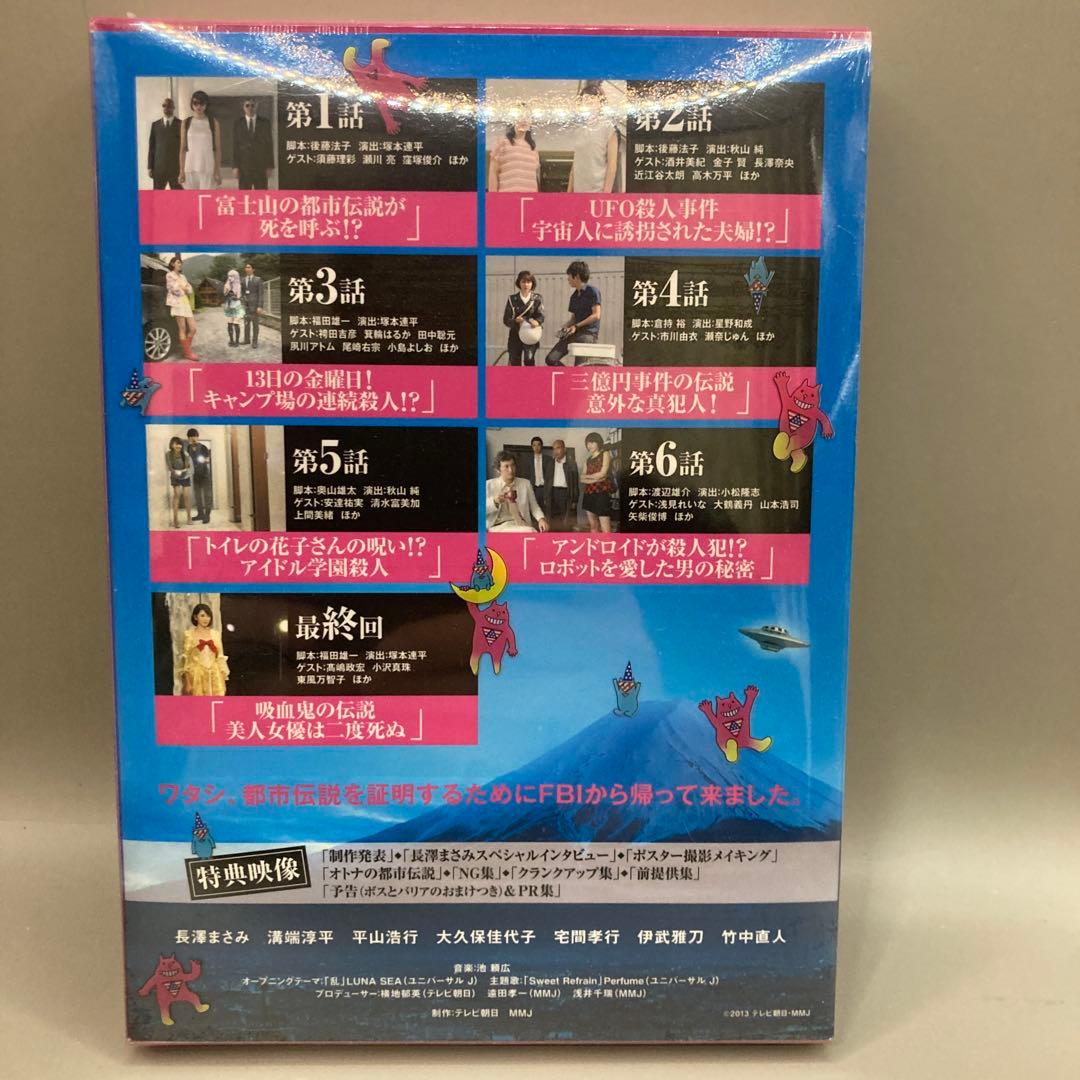 第1話
脚本:後藤法子 演出:塚本連平
ゲスト:須藤理彩 瀬川 亮 窪塚俊介 ほか
「富士山の都市伝説が
死を呼ぶ!?」
第2話
脚本:後藤法子 演出:秋山 純
ゲスト:酒井美紀 金子 賢 長澤奈央
近江谷太朗 高木万平 ほか
「UFO殺人事件
宇宙人に誘拐された夫婦!?」
第3話
脚本:福田雄一 演出:塚本連平
ゲスト:袴田吉彦 箕輪はるか 田中聡元
夙川アトム 尾崎右宗 小島よしお ほか
「13日の金曜日!
キャンプ場の連続殺人!?」
第4話
脚本:倉持 裕 演出:星野和成
ゲスト:市川由衣 瀬奈じゅん ほか
「三億円事件の伝説
意外な真犯人!」
第5話
脚本:奥山雄太 演出:秋山 純
ゲスト:安達祐実 清水富美加
上間美緒 ほか
「トイレの花子さんの呪い!?
アイドル学園殺人」
第6話
脚本:渡辺雄介 演出:小松隆志
ゲスト:浅見れいな 大鶴義丹 山本浩司
矢柴俊博 ほか
「アンドロイドが殺人犯!?
ロボットを愛した男の秘密」
最終回
脚本:福田雄一 演出:塚本連平
ゲスト:髙嶋政宏 小沢真珠
東風万智子 ほか
「吸血鬼の伝説
美人女優は二度死ぬ」
ワタシ、都市伝説を証明するためにFBIから帰って来ました。
特典映像
「制作発表」◆「長澤まさみスペシャルインタビュー」◆「ポスター撮影メイキング」
「オトナの都市伝説」◆「NG集」◆「クランクアップ集」◆「前提供集」
「予告(ボスとバリアのおまけつき)&PR集」
長澤まさみ 溝端淳平 平山浩行 大久保佳代子 宅間孝行 伊武雅刀 竹中直人
音楽:池 頼広
オープニングテーマ:「乱」LUNA SEA(ユニバーサル J) 主題歌:「Sweet Refrain」Perfume(ユニバーサル J)
プロデューサー:横地郁英(テレビ朝日) 遠田孝一(MMJ) 浅井千瑞(MMJ)
制作:テレビ朝日 MMJ
©2013 テレビ朝日・MMJ